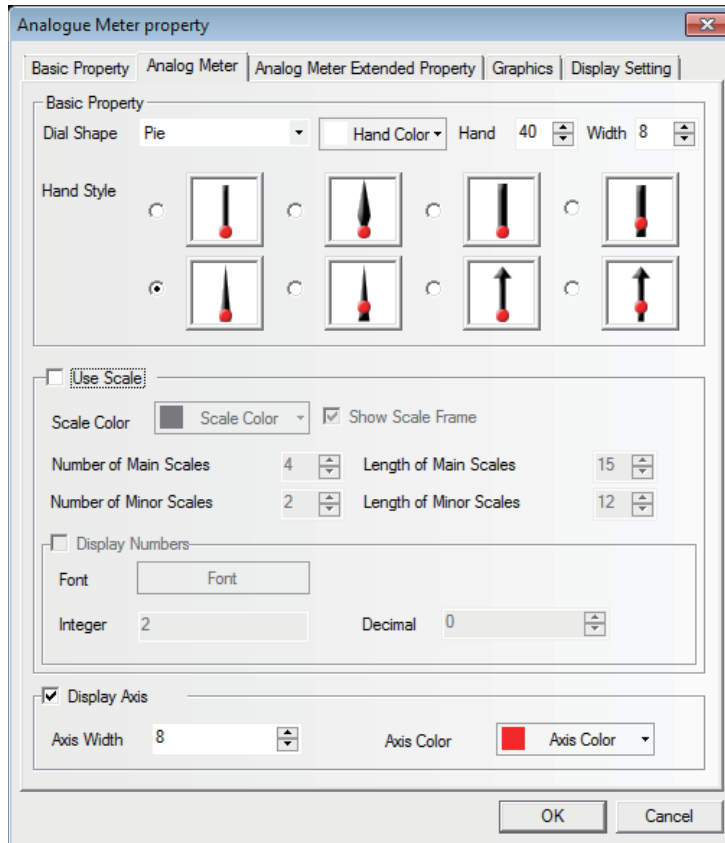 Analogue Meter property
Basic Property Analog Meter Analog Meter Extended Property Graphics Display Setting
Basic Property
Dial Shape Pie Hand Color Hand 40 Width 8
Hand Style
Use Scale
Scale Color Scale Color Show Scale Frame
Number of Main Scales 4 Length of Main Scales 15
Number of Minor Scales 2 Length of Minor Scales 12
Display Numbers
Font Font
Integer 2 Decimal 0
Display Axis
Axis Width 8 Axis Color Axis Color
OK Cancel